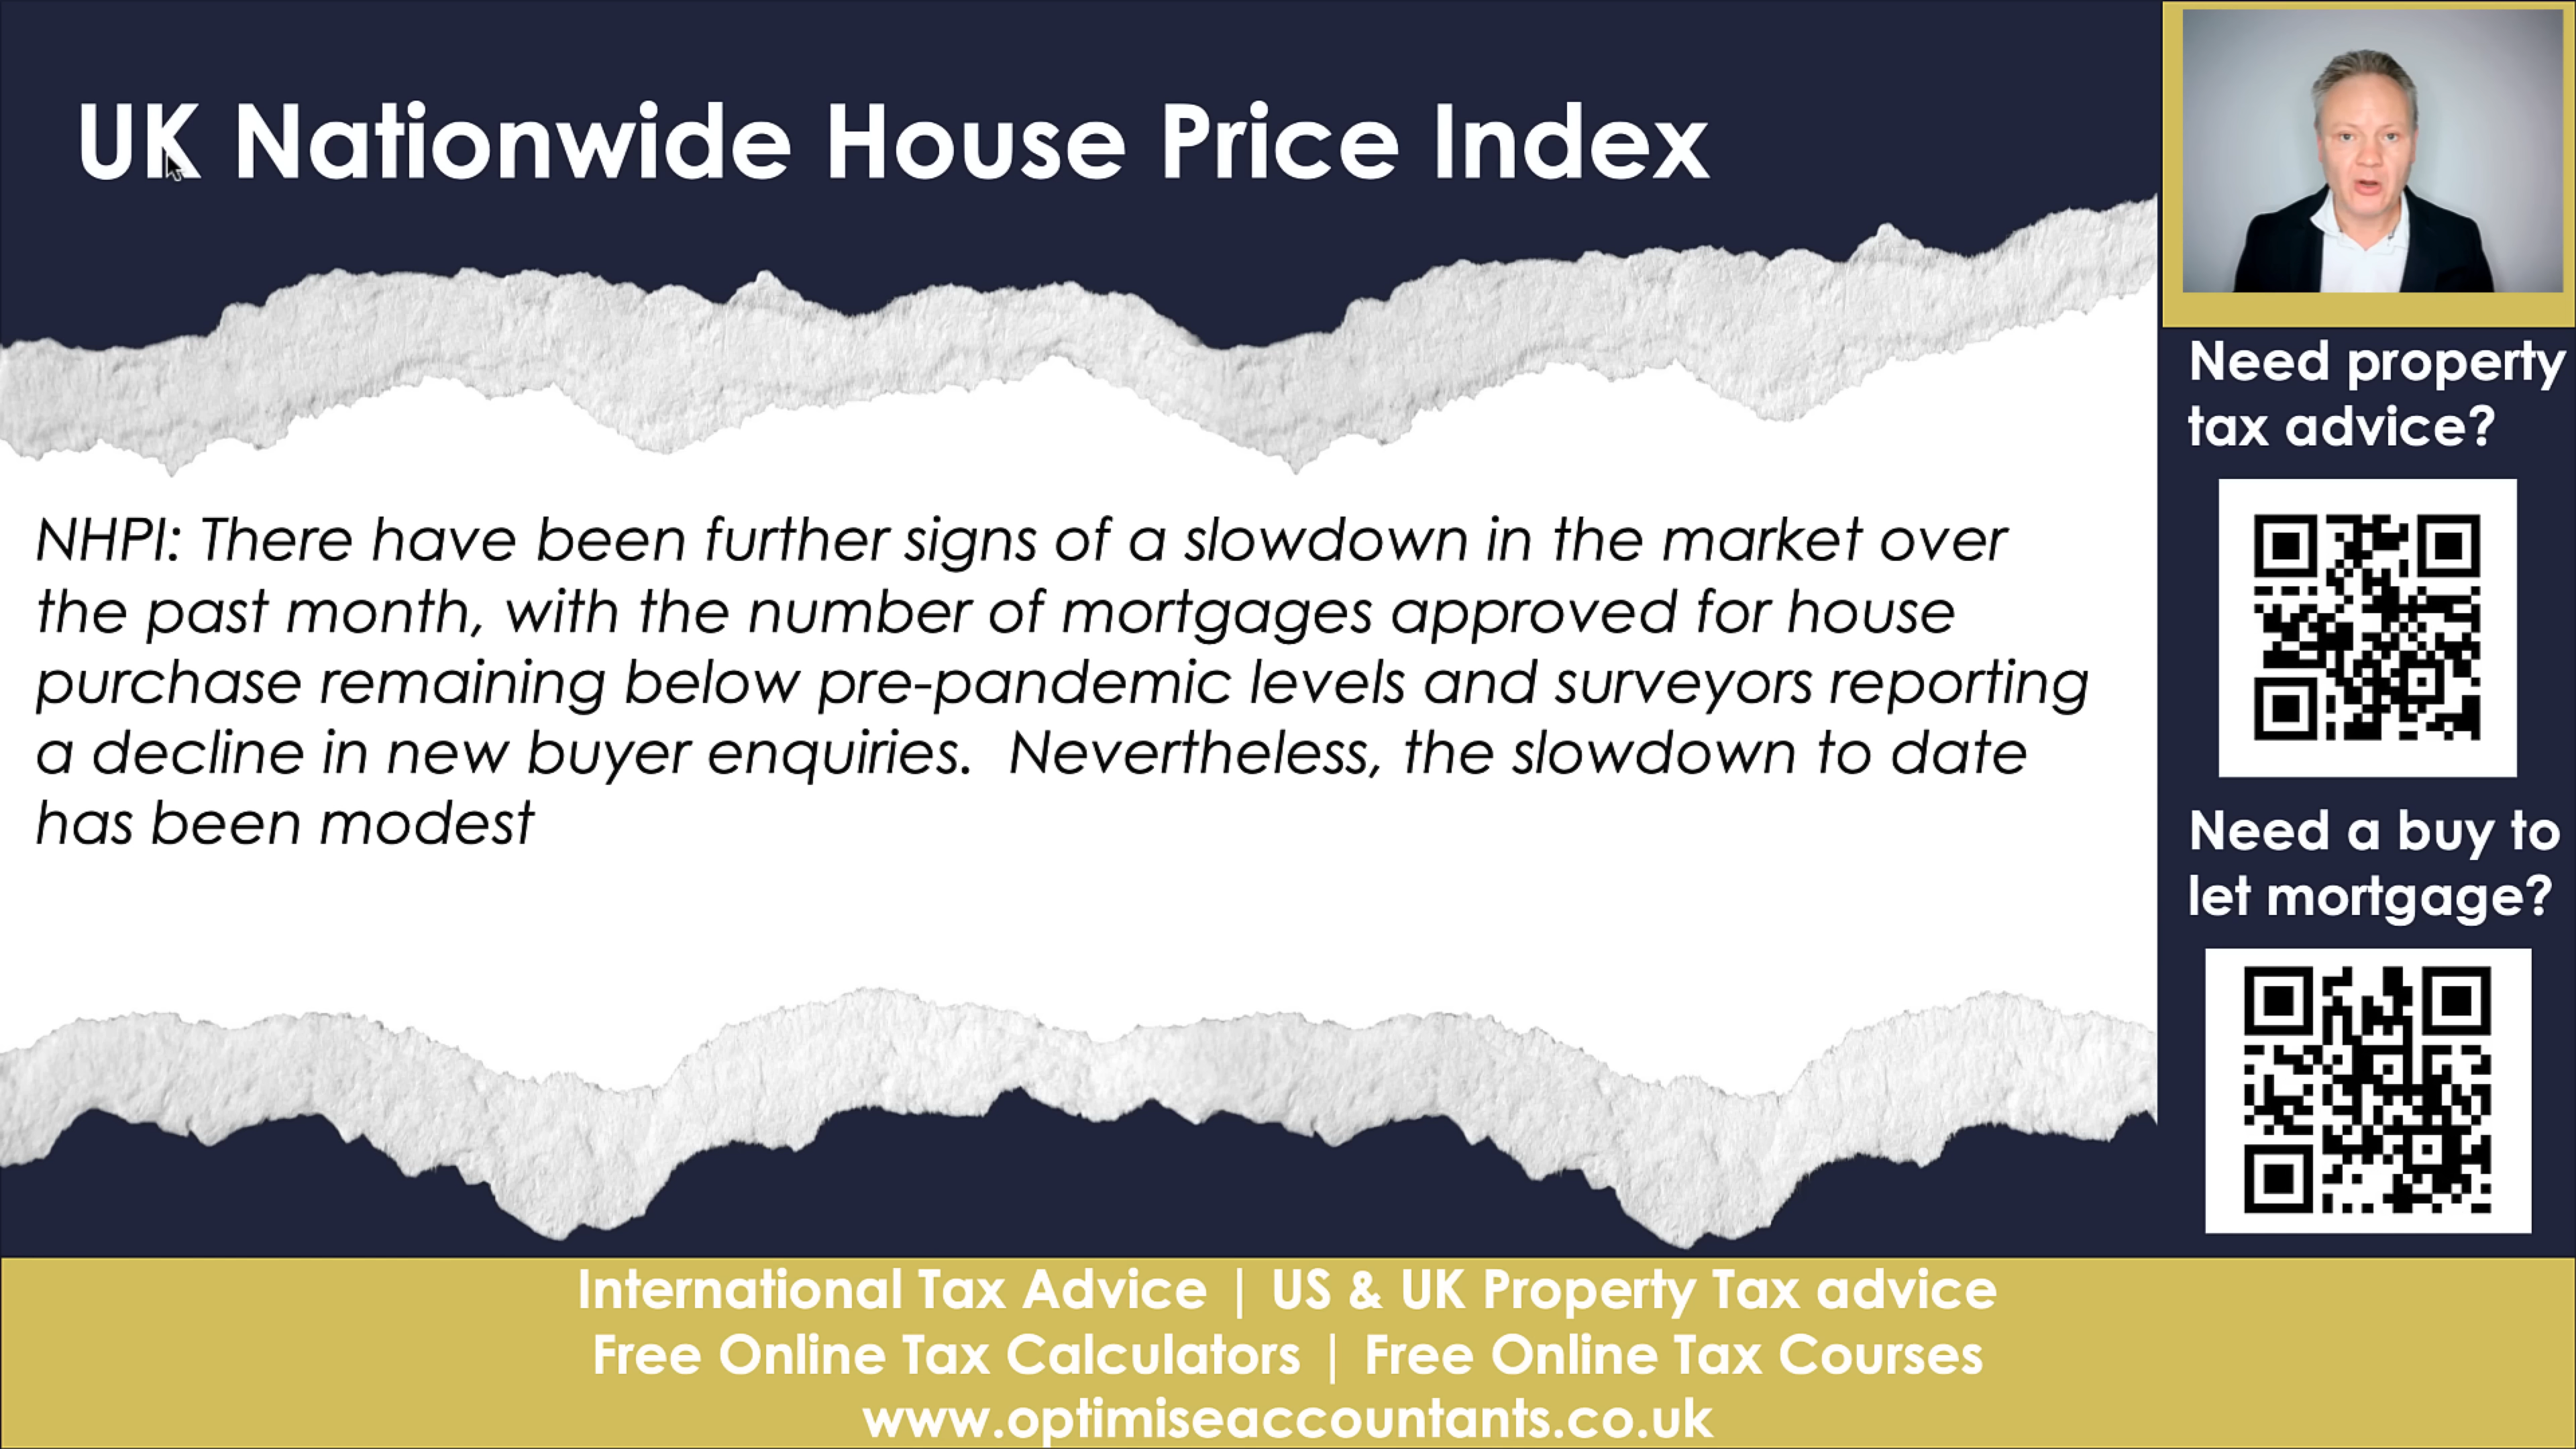 UK Nationwide House Price Index
NHPI: There have been further signs of a slowdown in the market over
the past month, with the number of mortgages approved for house
purchase remaining below pre-pandemic levels and surveyors reporting
a decline in new buyer enquiries.  Nevertheless, the slowdown to date
has been modest
Need property
tax advice?
Need a buy to
let mortgage?
International Tax Advice | US & UK Property Tax advice
Free Online Tax Calculators | Free Online Tax Courses
www.optimiseaccountants.co.uk